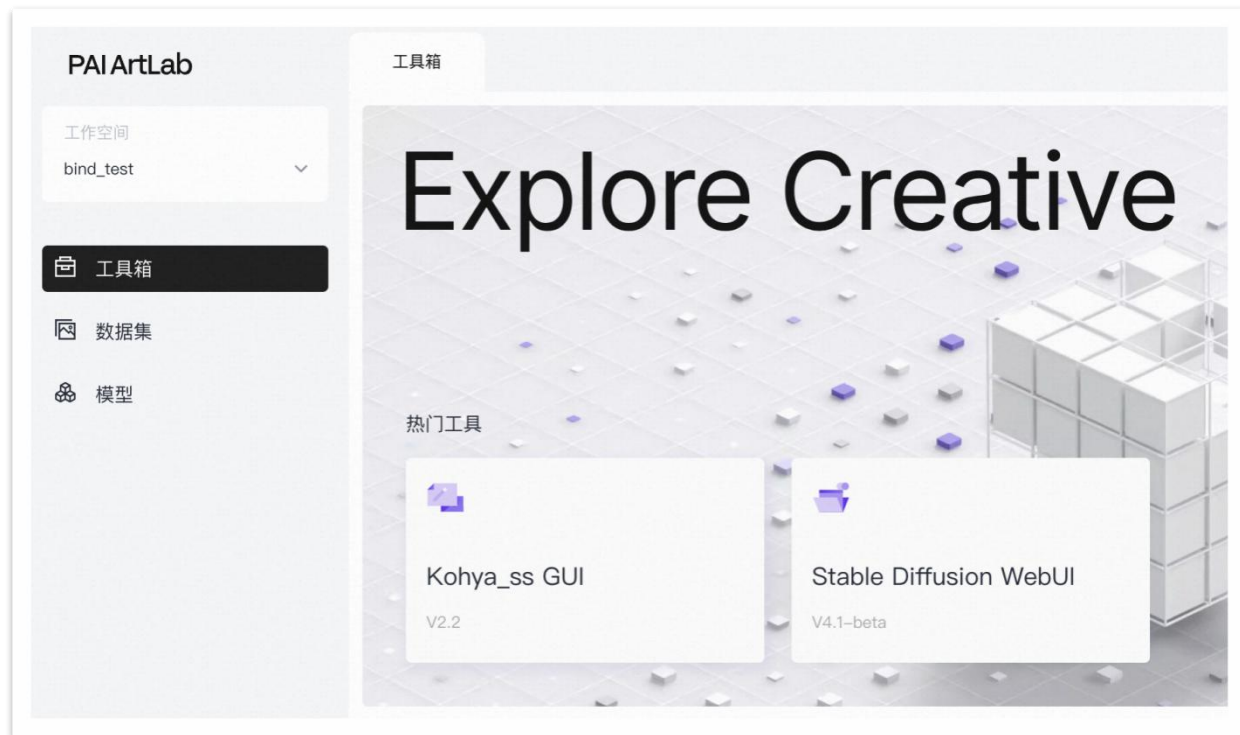 PAI ArtLab
工作空间
bind_test
工具箱
数据集
模型
工具箱
Explore Creative
热门工具
Kohya_ss GUI
V2.2
Stable Diffusion WebUI
V4.1-beta